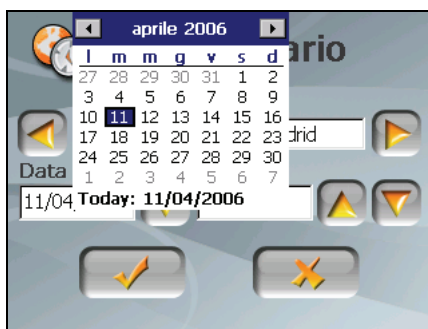 aprile 2006
ario
l m m g v s d
27 28 29 30 31 1 2
3 4 5 6 7 8 9
10 11 12 13 14 15 16
17 18 19 20 21 22 23
drid
24 25 26 27 28 29 30
Data
1 2 3 4 5 6 7
11/04
Today: 11/04/2006